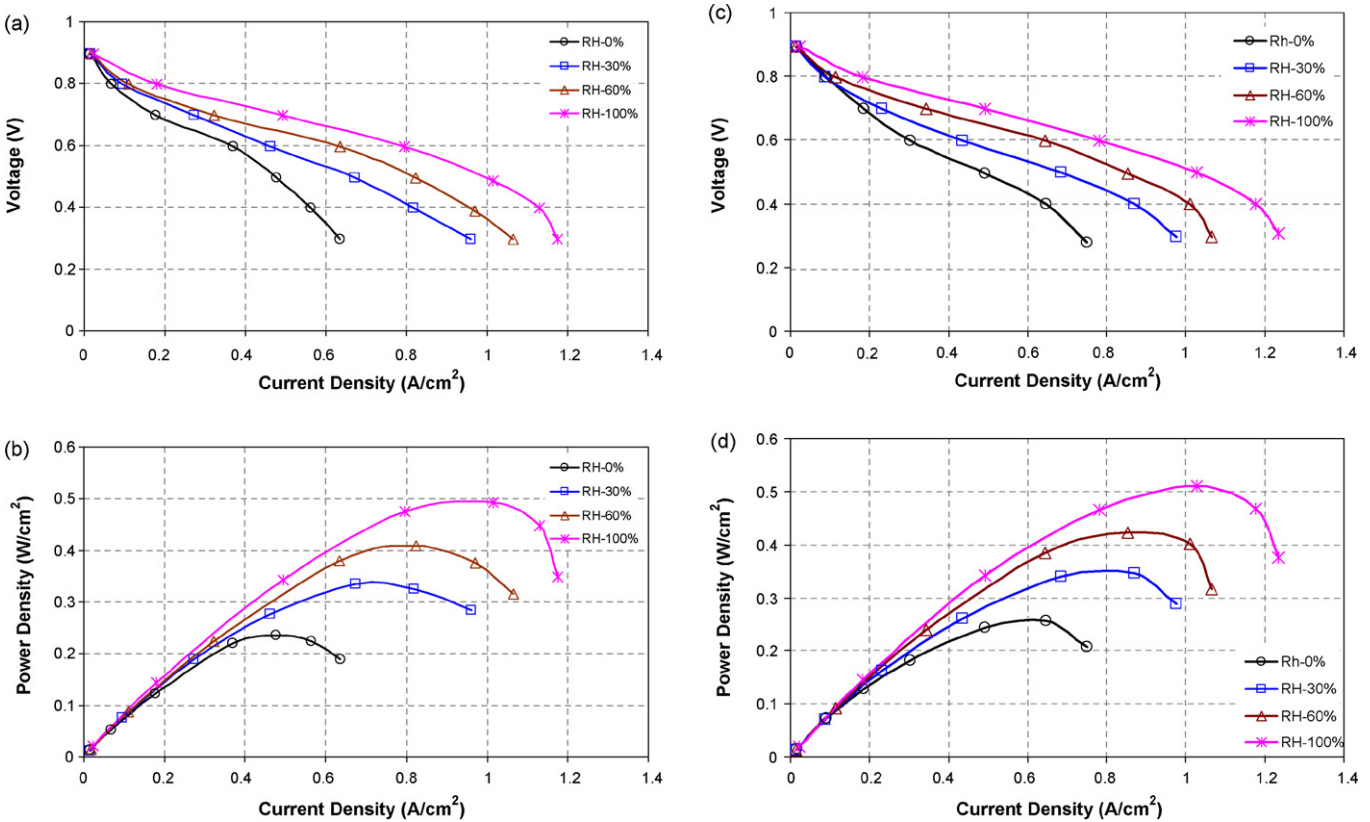 (a)
1
0.8
0.6
0.4
0.2
0
Voltage (V)
RH-0%
RH-30%
RH-60%
RH-100%
0 0.2 0.4 0.6 0.8 1 1.2 1.4
Current Density (A/cm²)
(c)
1
0.8
0.6
0.4
0.2
0
Voltage (V)
Rh-0%
RH-30%
RH-60%
RH-100%
0 0.2 0.4 0.6 0.8 1 1.2 1.4
Current Density (A/cm²)
(b)
0.6
0.5
0.4
0.3
0.2
0.1
0
Power Density (W/cm²)
RH-0%
RH-30%
RH-60%
RH-100%
0 0.2 0.4 0.6 0.8 1 1.2 1.4
Current Density (A/cm²)
(d)
0.6
0.5
0.4
0.3
0.2
0.1
0
Power Density (W/cm²)
Rh-0%
RH-30%
RH-60%
RH-100%
0 0.2 0.4 0.6 0.8 1 1.2 1.4
Current Density (A/cm²)